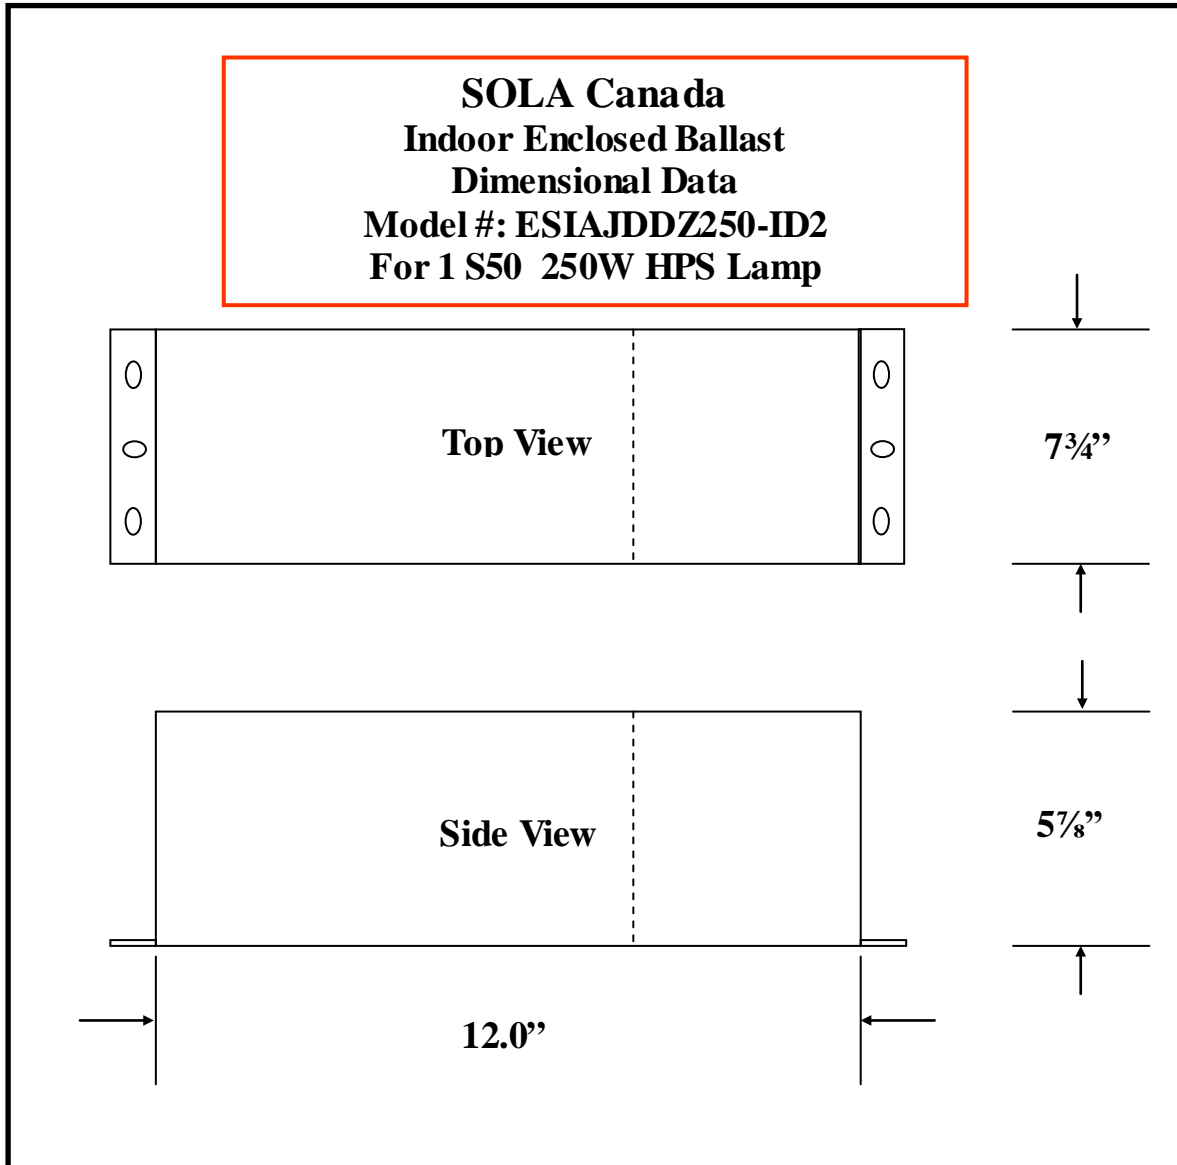 SOLA Canada
Indoor Enclosed Ballast
Dimensional Data
Model #: ESIAJDDZ250-ID2
For 1 S50  250W HPS Lamp
Top View
7¾”
Side View
5⅞”
12.0”